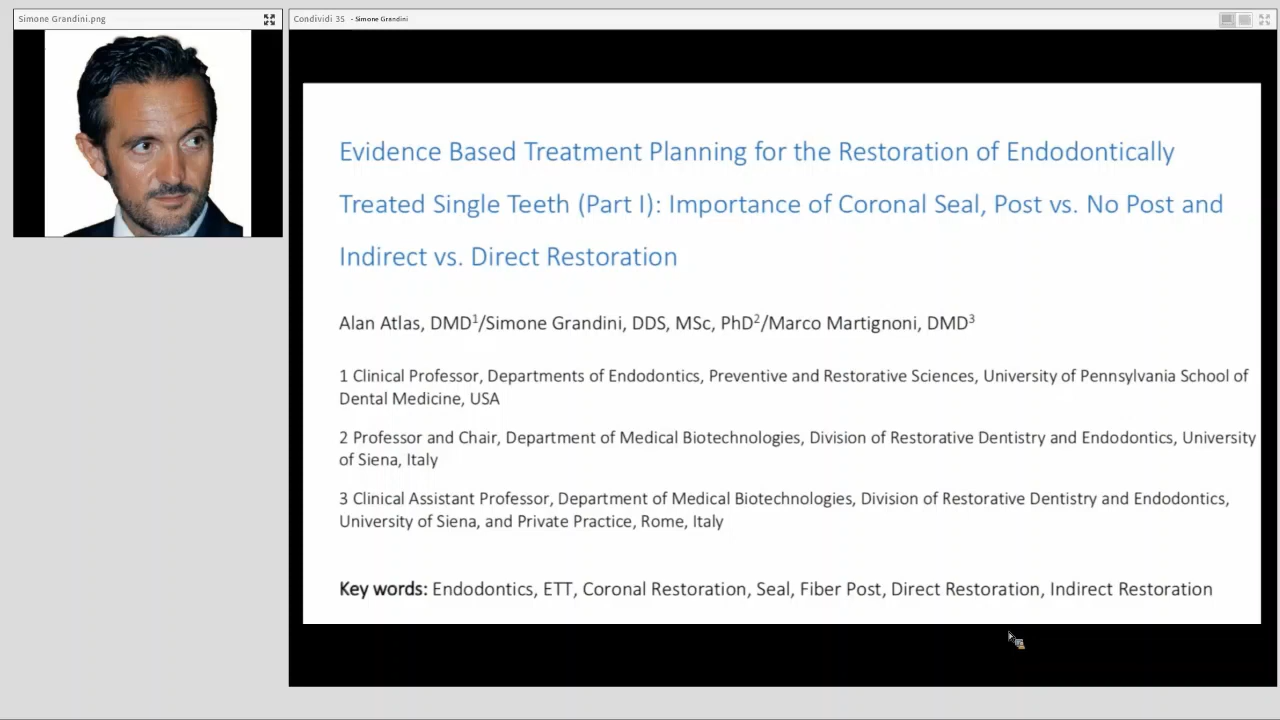 Simone Grandini.png
Condividi 35 - Simone Grandini
Evidence Based Treatment Planning for the Restoration of Endodontically
Treated Single Teeth (Part I): Importance of Coronal Seal, Post vs. No Post and
Indirect vs. Direct Restoration
Alan Atlas, DMD1/Simone Grandini, DDS, MSc, PhD2/Marco Martignoni, DMD3
1 Clinical Professor, Departments of Endodontics, Preventive and Restorative Sciences, University of Pennsylvania School of
Dental Medicine, USA
2 Professor and Chair, Department of Medical Biotechnologies, Division of Restorative Dentistry and Endodontics, University
of Siena, Italy
3 Clinical Assistant Professor, Department of Medical Biotechnologies, Division of Restorative Dentistry and Endodontics,
University of Siena, and Private Practice, Rome, Italy
Key words: Endodontics, ETT, Coronal Restoration, Seal, Fiber Post, Direct Restoration, Indirect Restoration